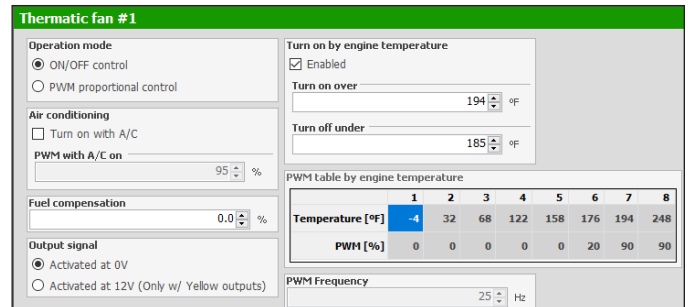 Thermatic fan #1
Operation mode
ON/OFF control
PWM proportional control
Air conditioning
Turn on with A/C
PWM with A/C on
95 %
Fuel compensation
0.0 %
Output signal
Activated at 0V
Activated at 12V (Only w/ Yellow outputs)
Turn on by engine temperature
Enabled
Turn on over
194 ºF
Turn off under
185 ºF
PWM table by engine temperature
1 2 3 4 5 6 7 8
Temperature [ºF] -4 32 68 122 158 176 194 248
PWM [%] 0 0 0 0 0 20 90 90
PWM Frequency
25 Hz